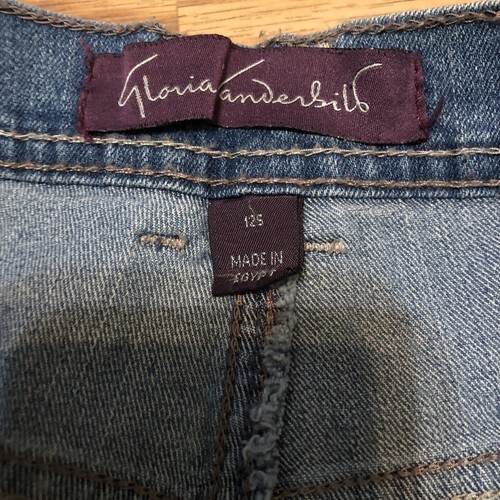 Gloria Vanderbilt
12S
MADE IN
EGYPT